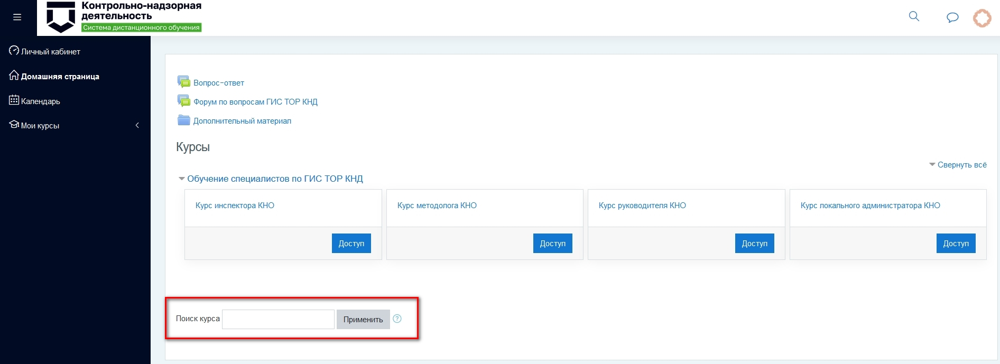 Контрольно-надзорная
деятельность
Система дистанционного обучения
Личный кабинет
Домашняя страница
Календарь
Мои курсы
Вопрос-ответ
Форум по вопросам ГИС ТОР КНД
Дополнительный материал
Курсы
Свернуть всё
Обучение специалистов по ГИС ТОР КНД
Курс инспектора КНО
Доступ
Курс методолога КНО
Доступ
Курс руководителя КНО
Доступ
Курс локального администратора КНО
Доступ
Поиск курса Применить ?